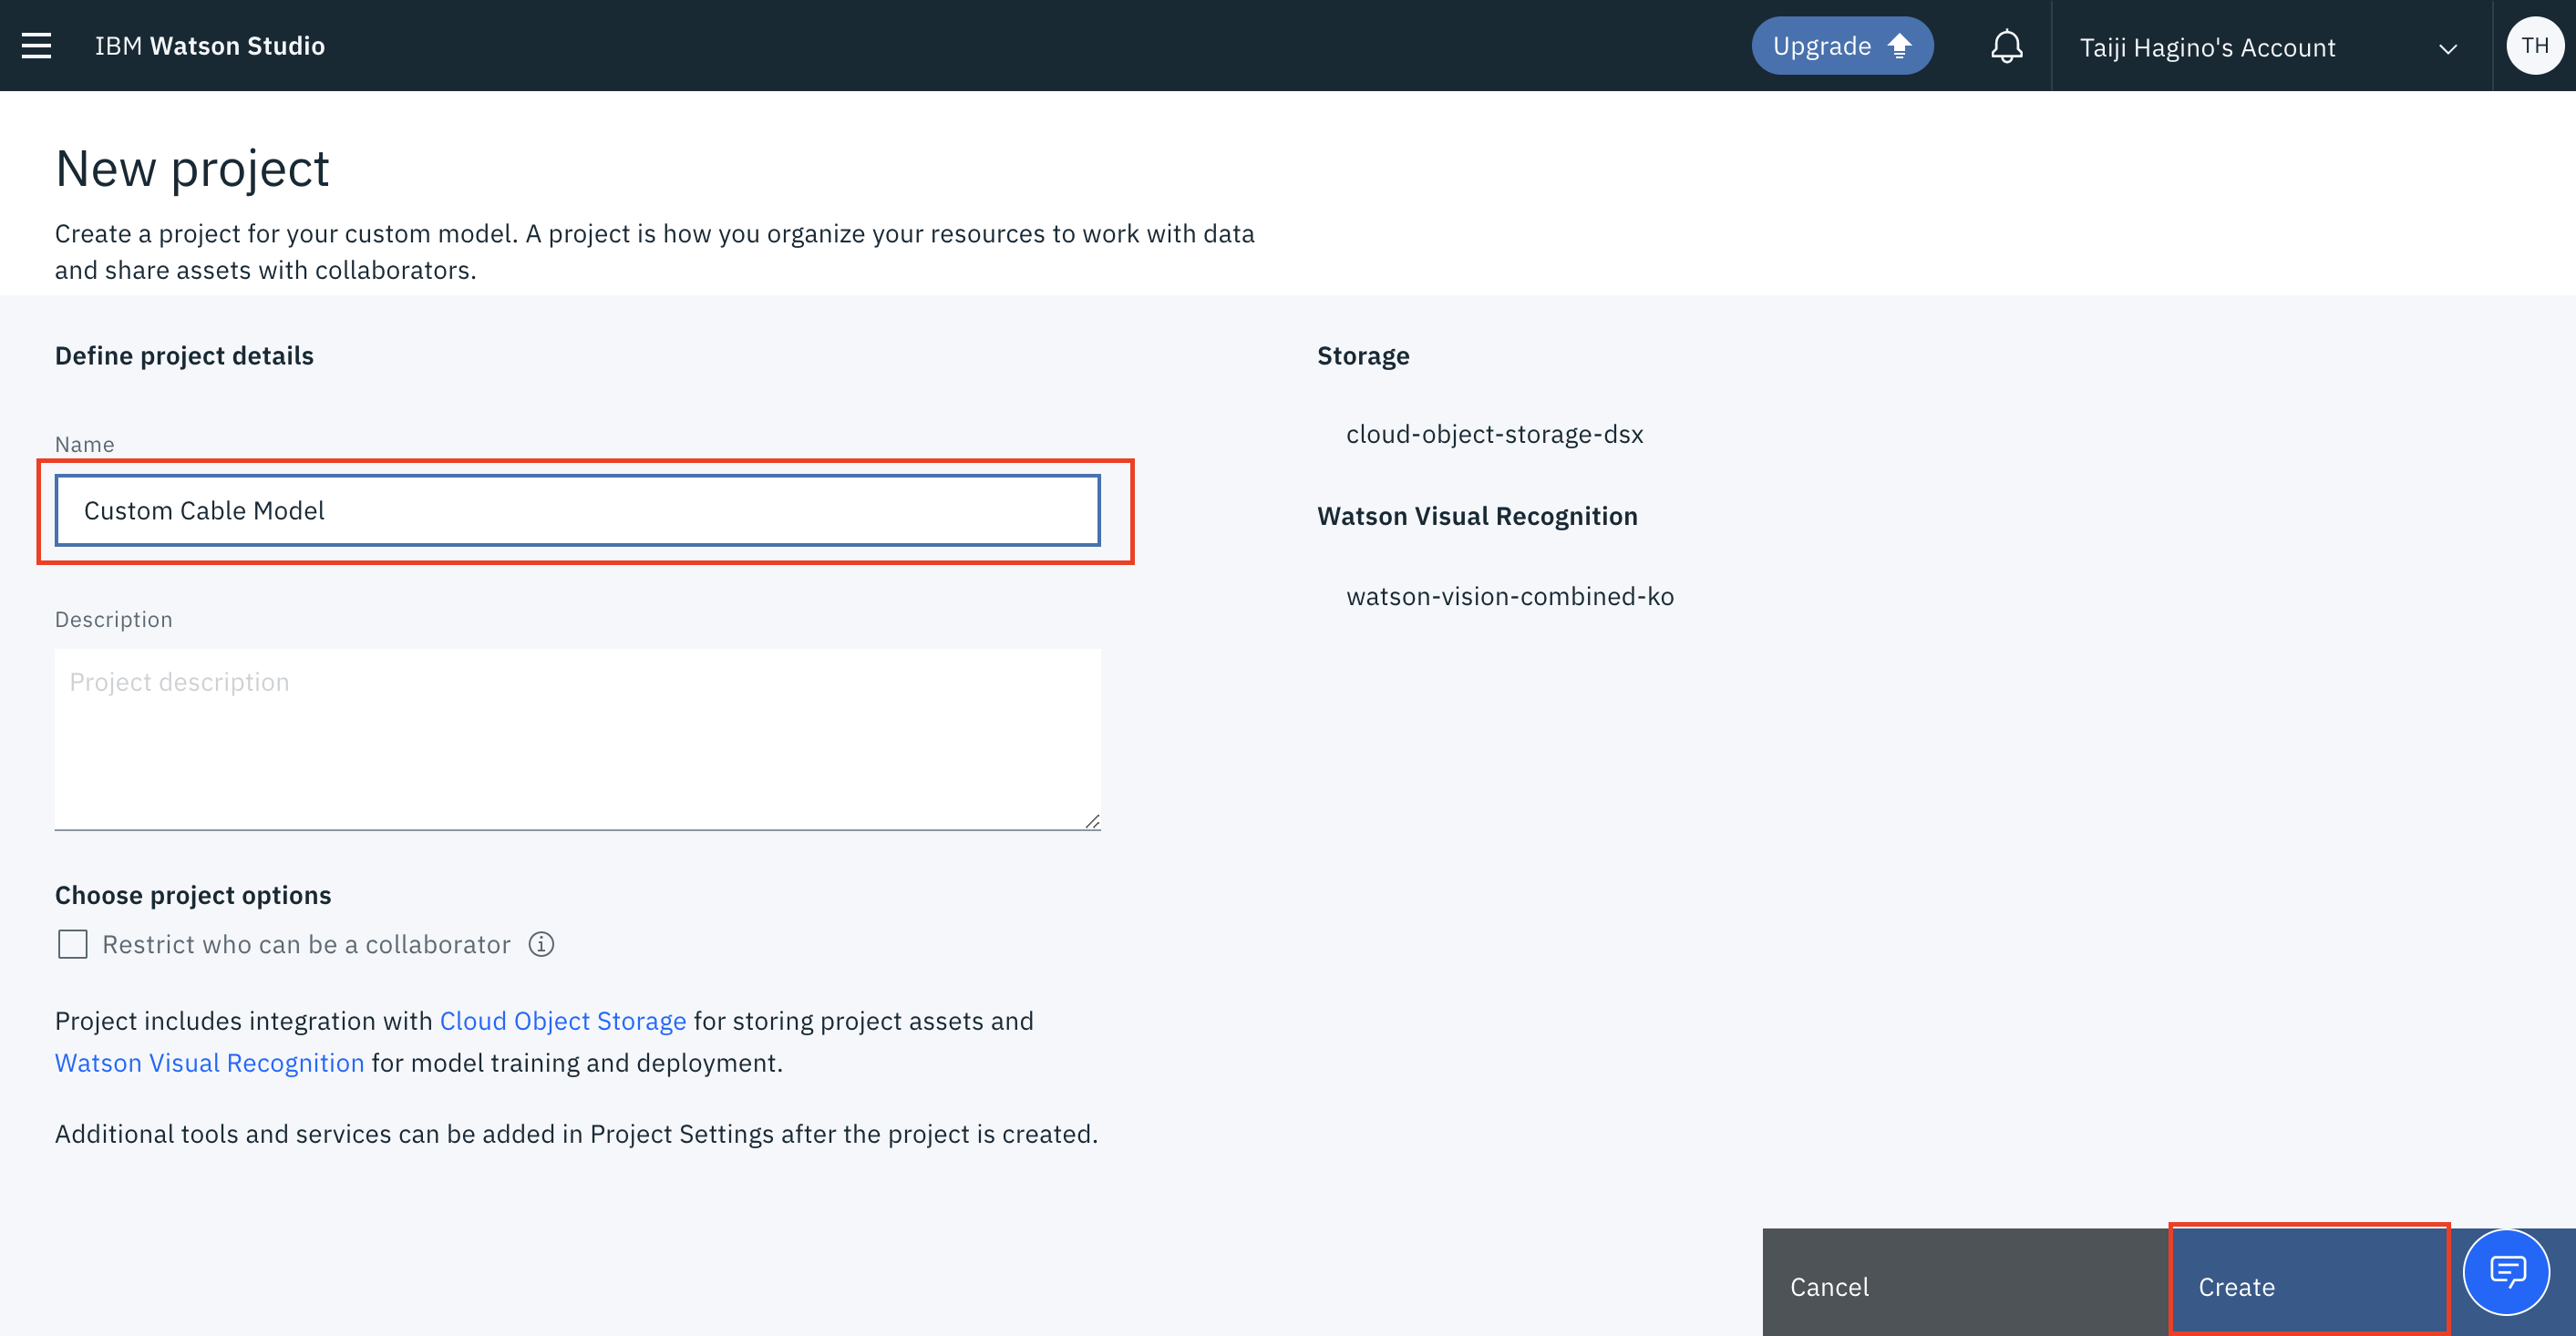 IBM Watson Studio
Upgrade
Taiji Hagino's Account
TH
New project
Create a project for your custom model. A project is how you organize your resources to work with data
and share assets with collaborators.
Define project details
Name
Custom Cable Model
Description
Project description
Choose project options
Restrict who can be a collaborator
Project includes integration with Cloud Object Storage for storing project assets and
Watson Visual Recognition for model training and deployment.
Additional tools and services can be added in Project Settings after the project is created.
Storage
cloud-object-storage-dsx
Watson Visual Recognition
watson-vision-combined-ko
Cancel
Create